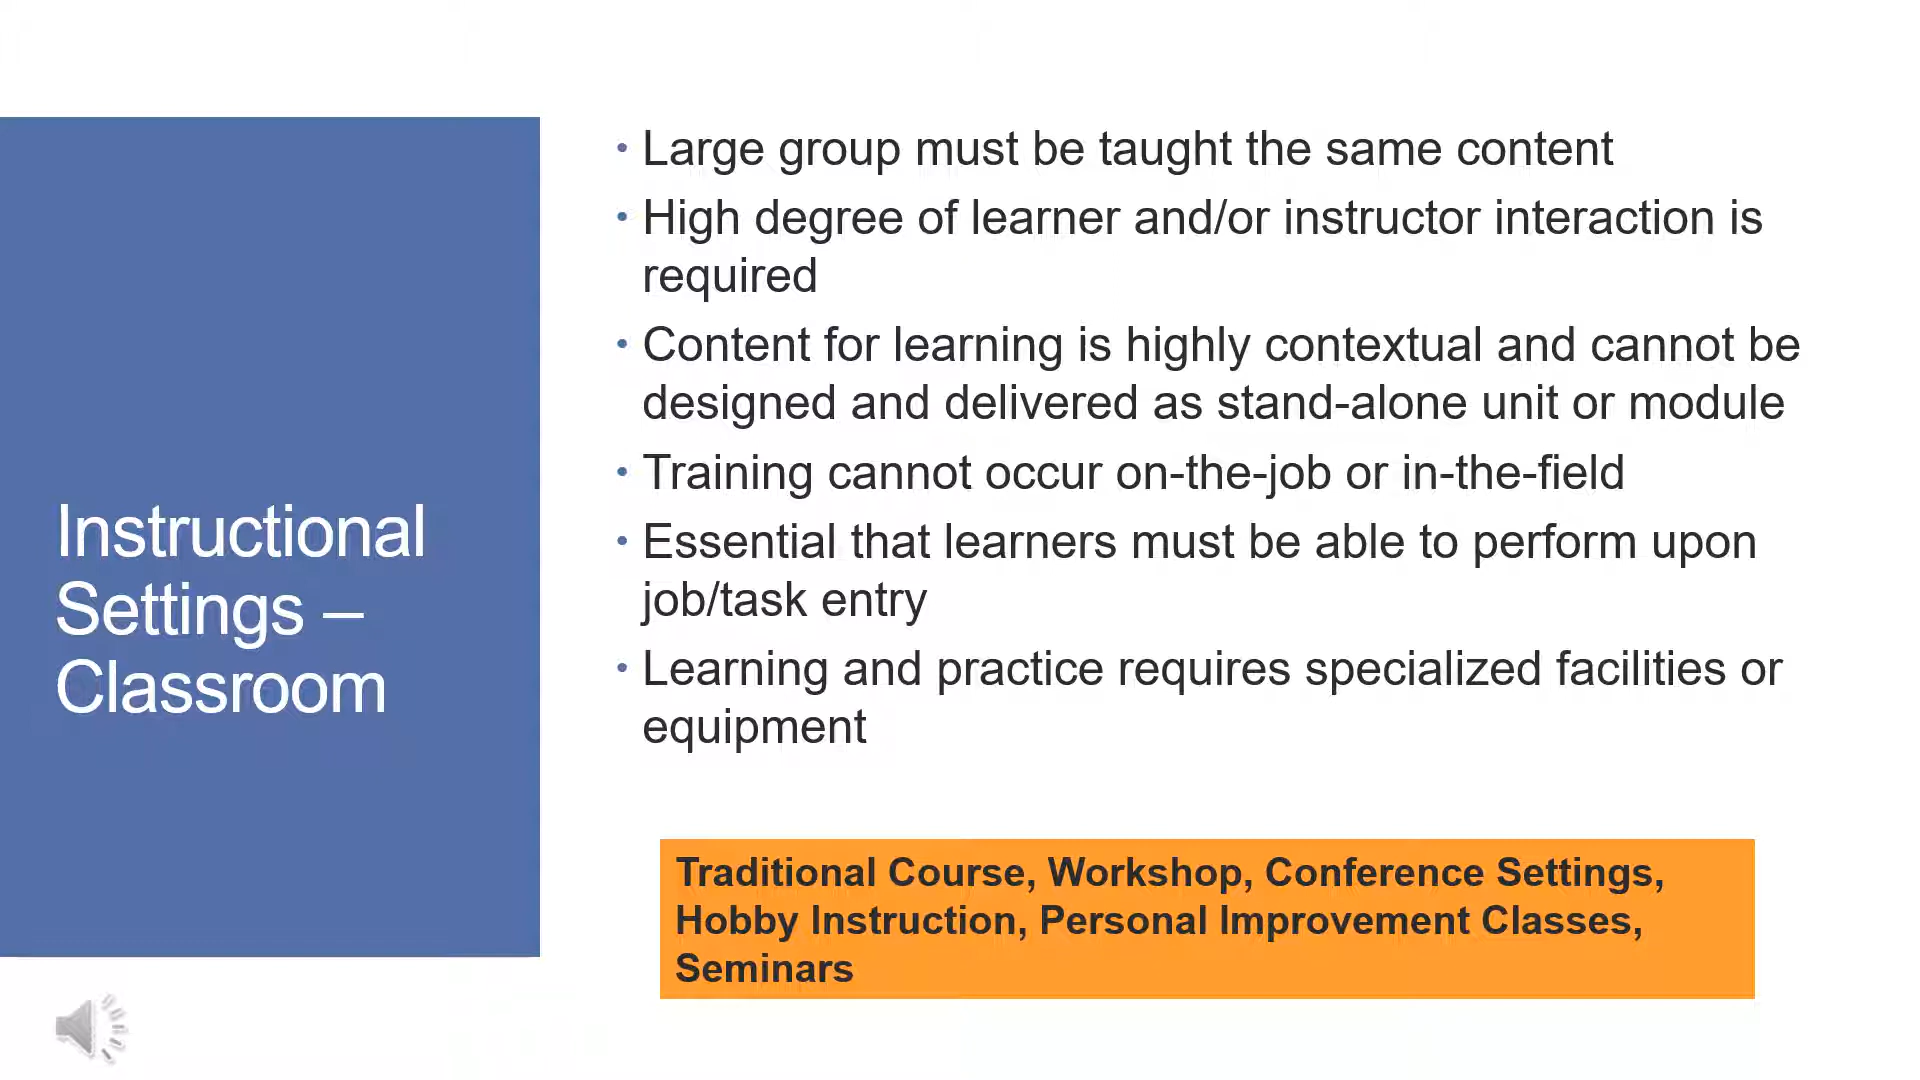 Instructional
Settings –
Classroom
• Large group must be taught the same content
• High degree of learner and/or instructor interaction is
required
• Content for learning is highly contextual and cannot be
designed and delivered as stand-alone unit or module
• Training cannot occur on-the-job or in-the-field
• Essential that learners must be able to perform upon
job/task entry
• Learning and practice requires specialized facilities or
equipment
Traditional Course, Workshop, Conference Settings,
Hobby Instruction, Personal Improvement Classes,
Seminars